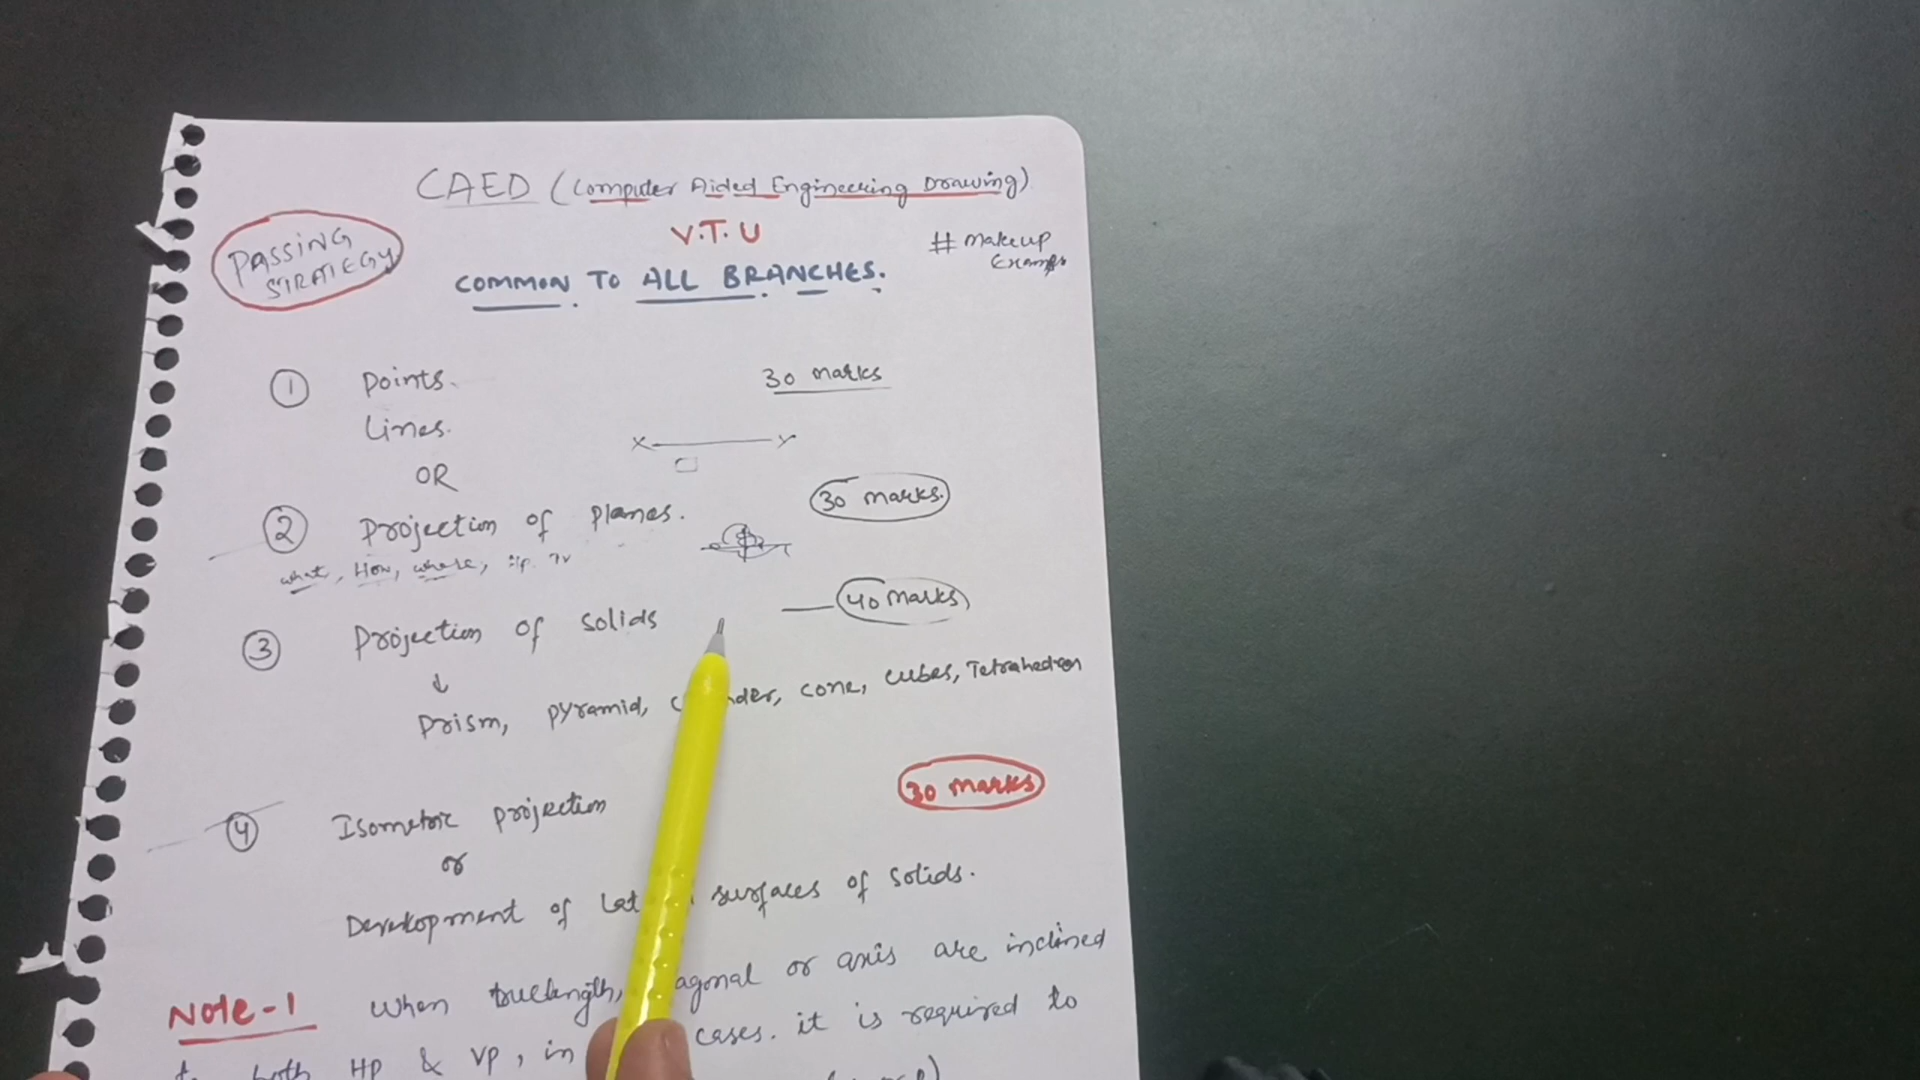 CAED (Computer Aided Engineering Drawing)
V.T.U
PASSING
STRATEGY
# makeup
Exams
COMMON TO ALL BRANCHES.
① Points.
30 marks
Lines.
X Y
OR
② Projection of planes.
30 marks.
what, How, where,
③ Projection of Solids
40 marks
Prism, pyramid, cone, cubes, Tetrahedron
④ Isometric projection
30 marks
or
Development of surfaces of Solids.
Note-1 When truelength, or axis are inclined
to both HP & VP, in cases. it is required to